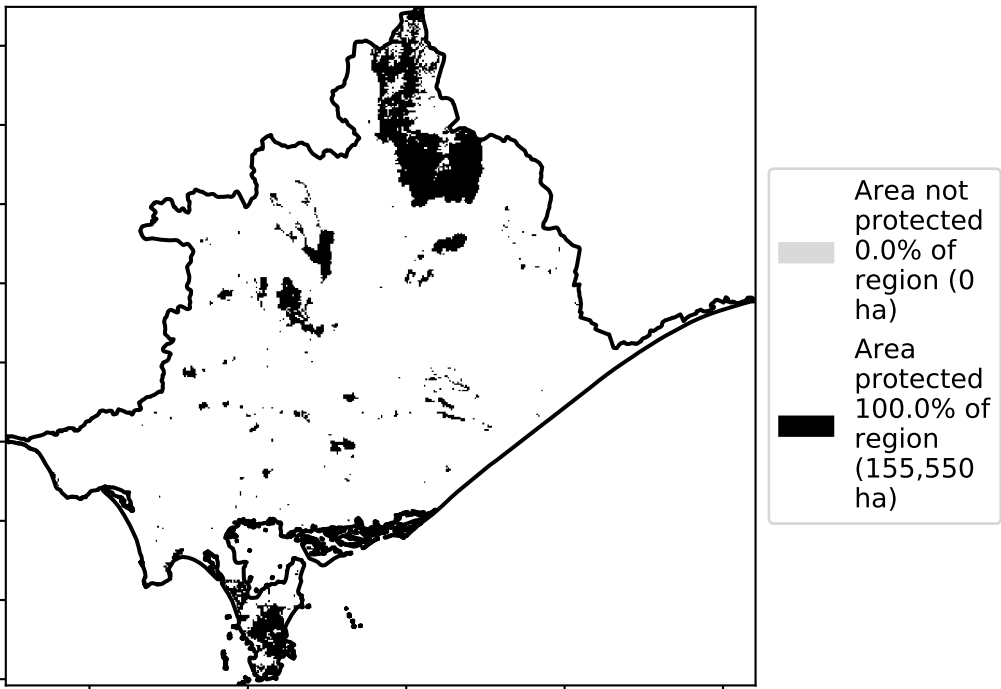 Area not
protected
0.0% of
region (0
ha)
Area
protected
100.0% of
region
(155,550
ha)